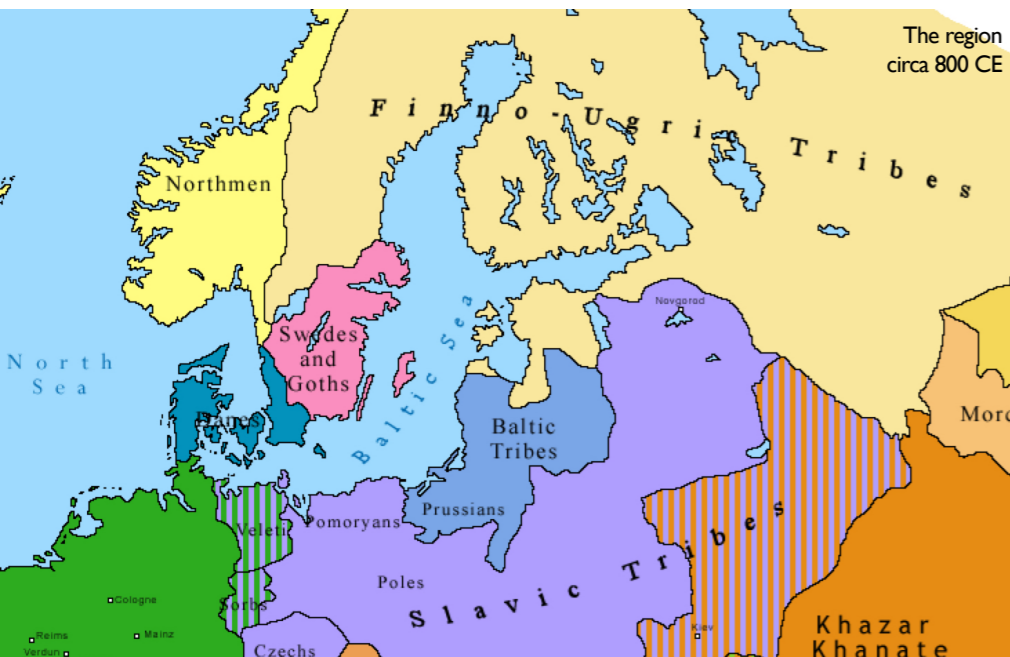 The region
circa 800 CE
Finno-Ugric Tribes
Northmen
Novgorod
Swedes
and
Goths
North
Sea
Baltic Sea
Danes
Baltic
Tribes
Prussians
Pomoryans
Veleti
Slavic Tribes
Poles
Sorbs
Cologne
Reims
Mainz
Verdun
Czechs
Kiev
Khazar
Khanate